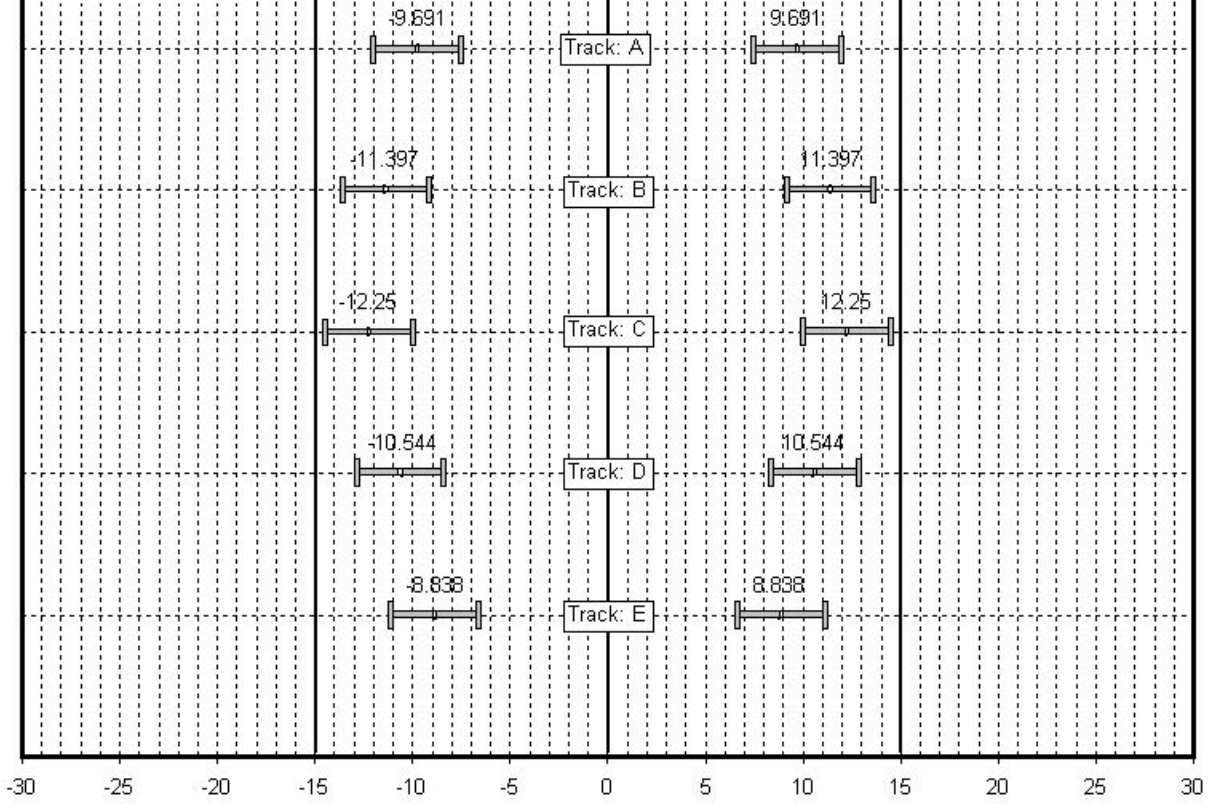 -9.691 9.691
Track: A
-11.397 11.397
Track: B
-12.25 12.25
Track: C
-10.544 10.544
Track: D
-8.838 8.838
Track: E
-30 -25 -20 -15 -10 -5 0 5 10 15 20 25 30